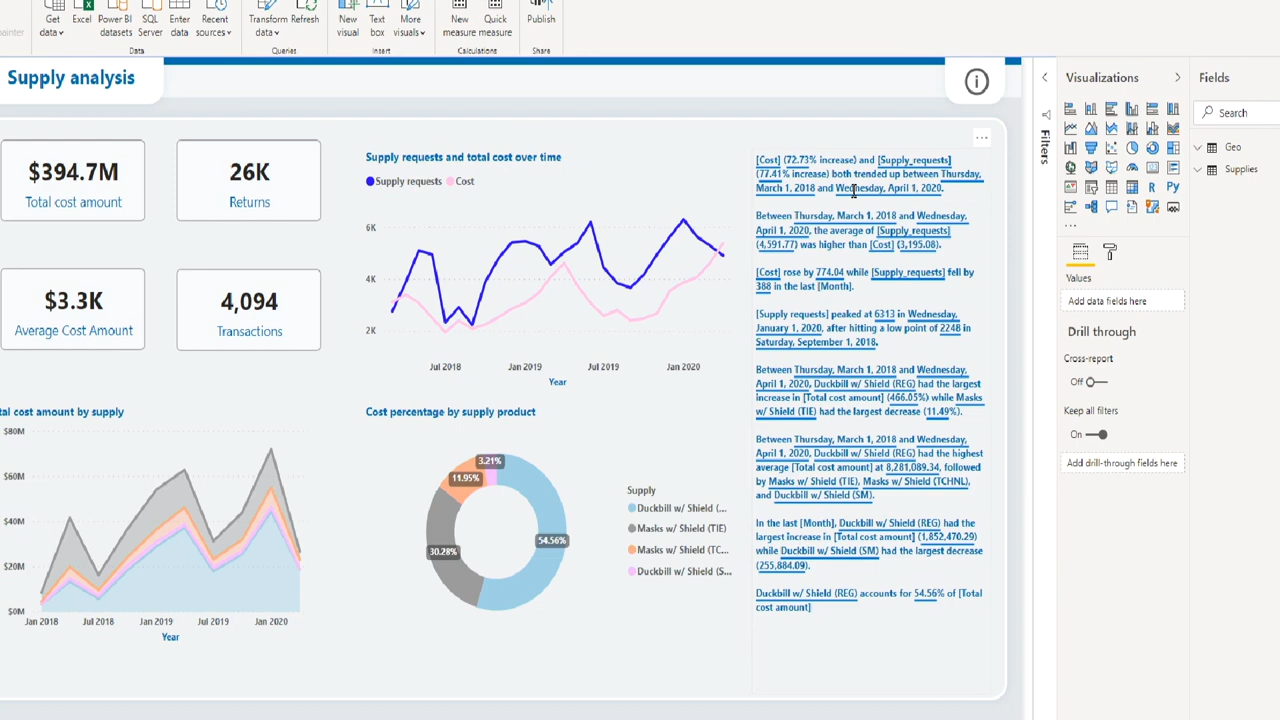 Get
data
Excel
Power BI
datasets
SQL
Server
Enter
data
Recent
sources
Transform
data
Refresh
New
visual
Text
box
More
visuals
New
measure
Quick
measure
Publish
Data
Queries
Insert
Calculations
Share
Supply analysis
$394.7M
Total cost amount
26K
Returns
$3.3K
Average Cost Amount
4,094
Transactions
Supply requests and total cost over time
Supply requests
Cost
6K
4K
2K
Jul 2018
Jan 2019
Jul 2019
Jan 2020
Year
cost amount by supply
$80M
$60M
$40M
$20M
$0M
Jan 2018
Jul 2018
Jan 2019
Jul 2019
Jan 2020
Year
Cost percentage by supply product
3.21%
11.95%
54.56%
30.28%
Supply
Duckbill w/ Shield (...
Masks w/ Shield (TIE)
Masks w/ Shield (TC...
Duckbill w/ Shield (S...
...
[Cost] (72.73% increase) and [Supply_requests]
(77.41% increase) both trended up between Thursday,
March 1, 2018 and Wednesday, April 1, 2020.
Between Thursday, March 1, 2018 and Wednesday,
April 1, 2020, the average of [Supply_requests]
(4,591.77) was higher than [Cost] (3,195.08).
[Cost] rose by 774.04 while [Supply_requests] fell by
388 in the last [Month].
[Supply requests] peaked at 6313 in Wednesday,
January 1, 2020, after hitting a low point of 2248 in
Saturday, September 1, 2018.
Between Thursday, March 1, 2018 and Wednesday,
April 1, 2020, Duckbill w/ Shield (REG) had the largest
increase in [Total cost amount] (466.05%) while Masks
w/ Shield (TIE) had the largest decrease (11.49%).
Between Thursday, March 1, 2018 and Wednesday,
April 1, 2020, Duckbill w/ Shield (REG) had the highest
average [Total cost amount] at 8,281,089.34, followed
by Masks w/ Shield (TIE), Masks w/ Shield (TCHNL),
and Duckbill w/ Shield (SM).
In the last [Month], Duckbill w/ Shield (REG) had the
largest increase in [Total cost amount] (1,852,470.29)
while Duckbill w/ Shield (SM) had the largest decrease
(255,884.09).
Duckbill w/ Shield (REG) accounts for 54.56% of [Total
cost amount]
Filters
Visualizations
R
Py
...
Values
Add data fields here
Drill through
Cross-report
Off
Keep all filters
On
Add drill-through fields here
Fields
Search
Geo
Supplies